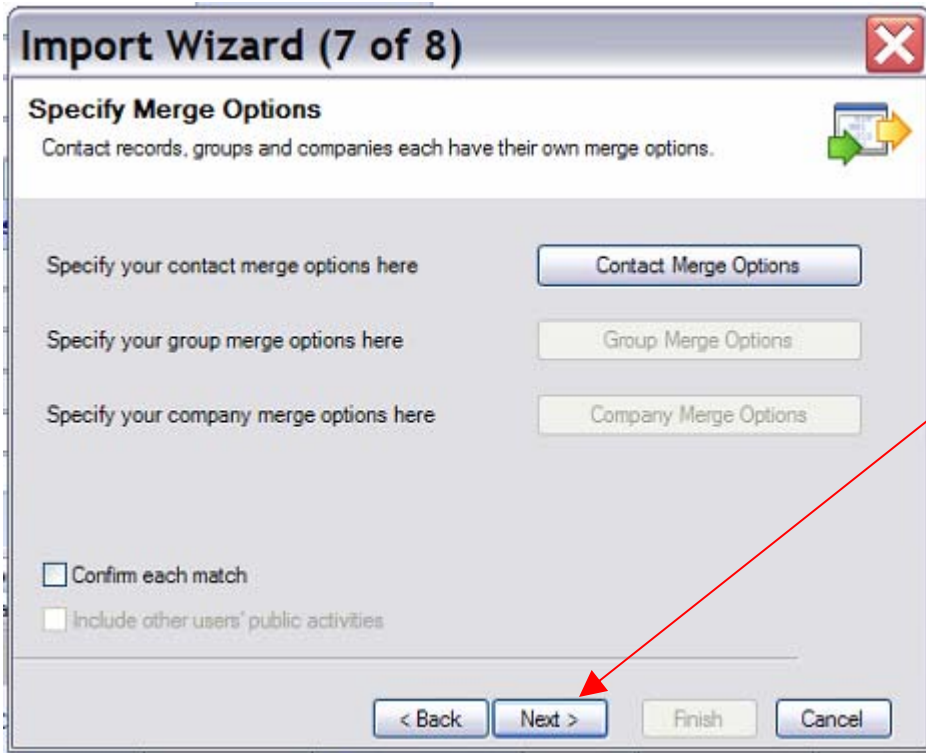 Import Wizard (7 of 8)
Specify Merge Options
Contact records, groups and companies each have their own merge options.
Specify your contact merge options here
Contact Merge Options
Specify your group merge options here
Group Merge Options
Specify your company merge options here
Company Merge Options
Confirm each match
Include other users' public activities
< Back Next > Finish Cancel